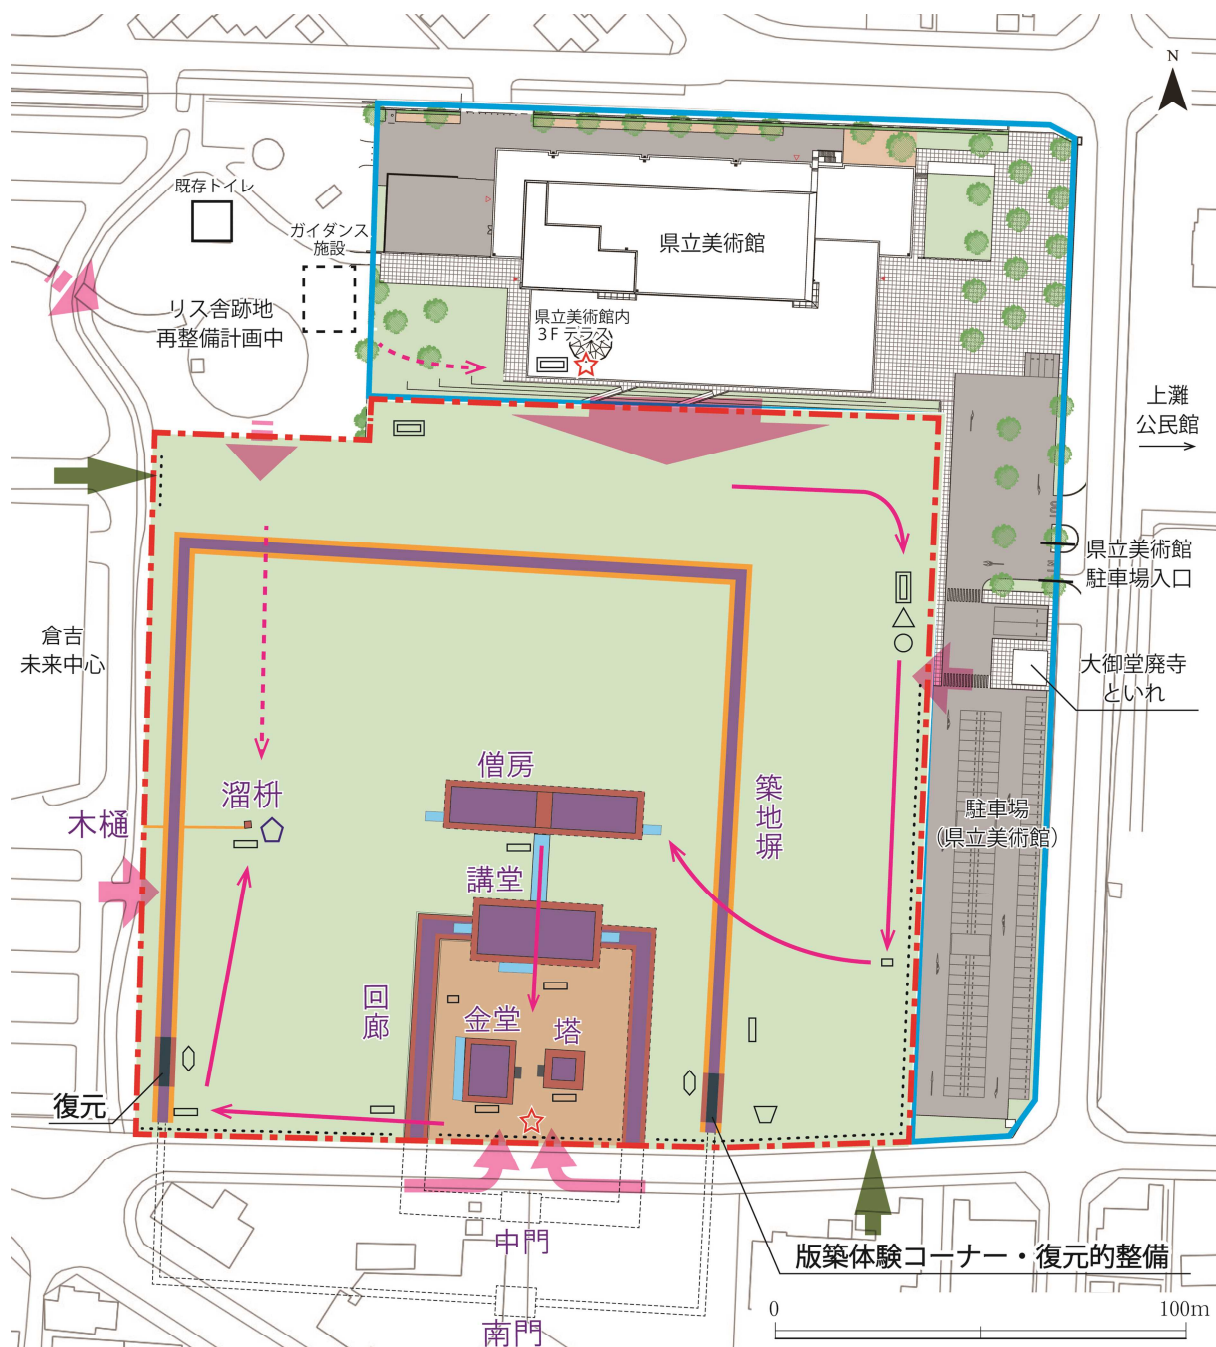 N
既存トイレ
ガイダンス
施設
県立美術館
リス舎跡地
再整備計画中
県立美術館内
3Fテラス
上灘
公民館
県立美術館
駐車場入口
倉吉
未来中心
大御堂廃寺
といれ
僧房
築地塀
溜枡
木樋
駐車場
(県立美術館)
講堂
回廊
金堂
塔
復元
中門
版築体験コーナー・復元的整備
南門
0
100m